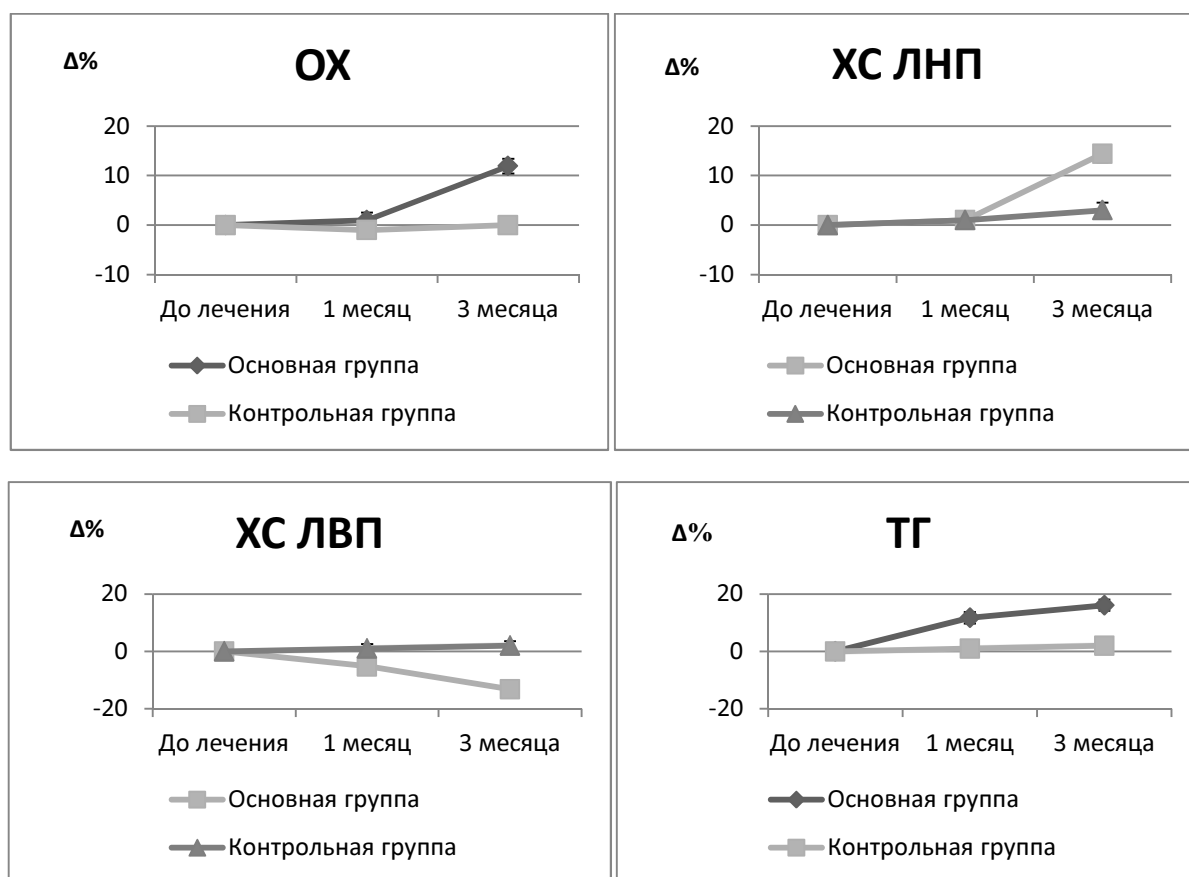 Δ%
ОХ
20
10
0
-10
До лечения 1 месяц 3 месяца
Основная группа
Контрольная группа
Δ%
ХС ЛНП
20
10
0
-10
До лечения 1 месяц 3 месяца
Основная группа
Контрольная группа
Δ%
ХС ЛВП
20
0
-20
До лечения 1 месяц 3 месяца
Основная группа
Контрольная группа
Δ%
ТГ
20
0
-20
До лечения 1 месяц 3 месяца
Основная группа
Контрольная группа